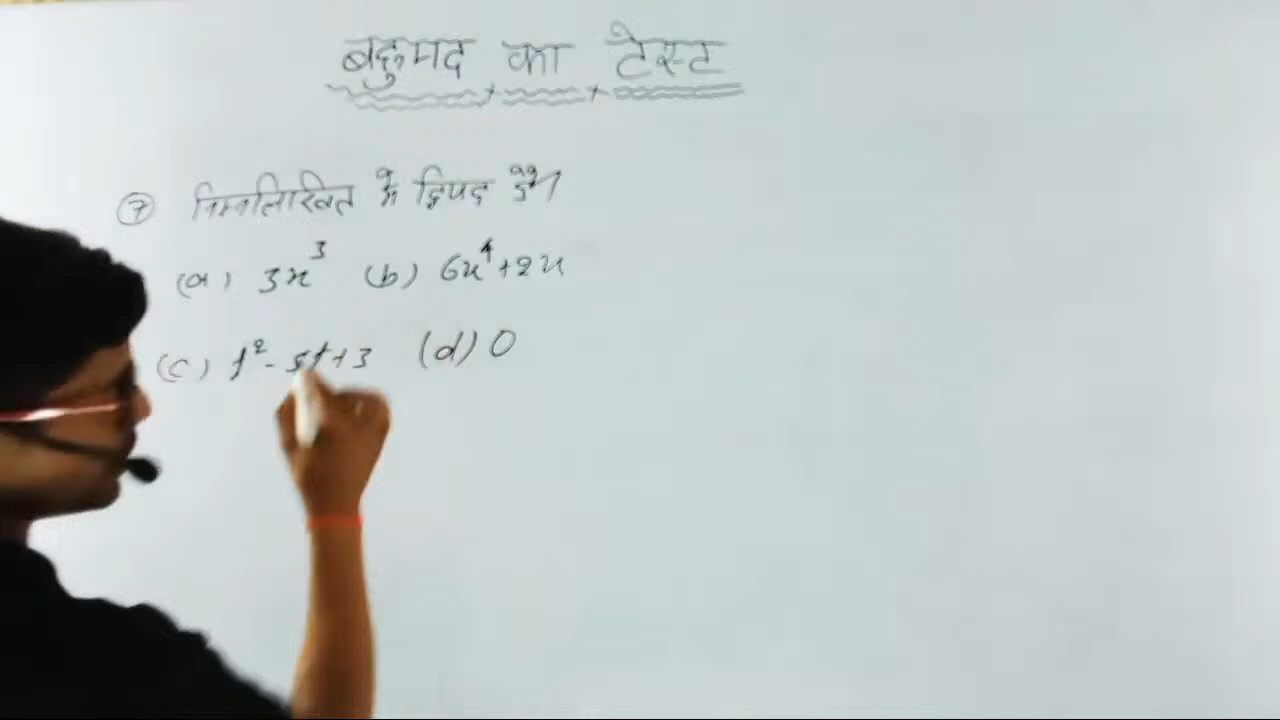 बहुपद का टेस्ट
⑦ निम्नलिखित में द्विपद है।
(a) 3x³ (b) 6x⁴+2x
(c) t²-5t+3 (d) 0